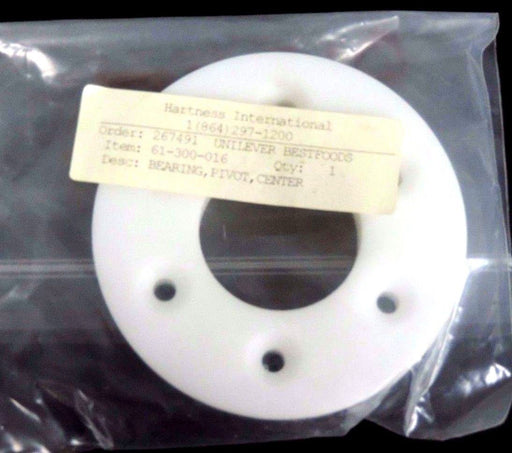 Hartness International
1(864)297-1200
Order: 267491 UNILEVER BESTFOODS
Item: 61-300-016 Qty: 1
Desc: BEARING,PIVOT,CENTER